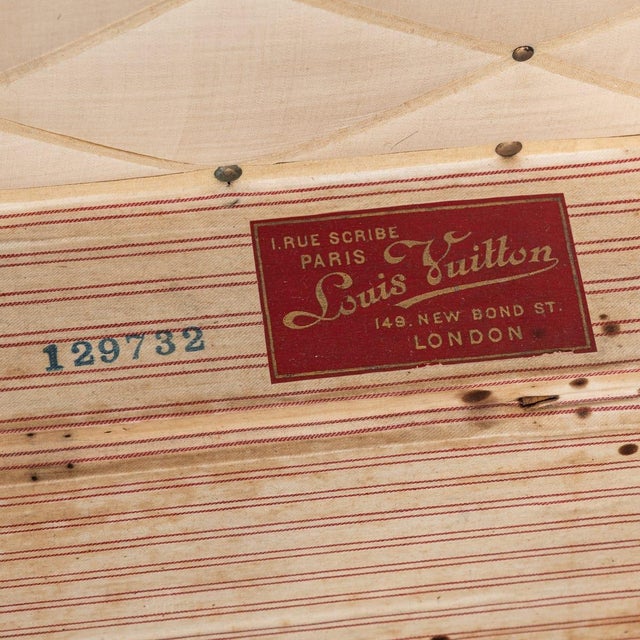 1. RUE SCRIBE
PARIS
Louis Vuitton
149. NEW BOND ST.
LONDON
129732